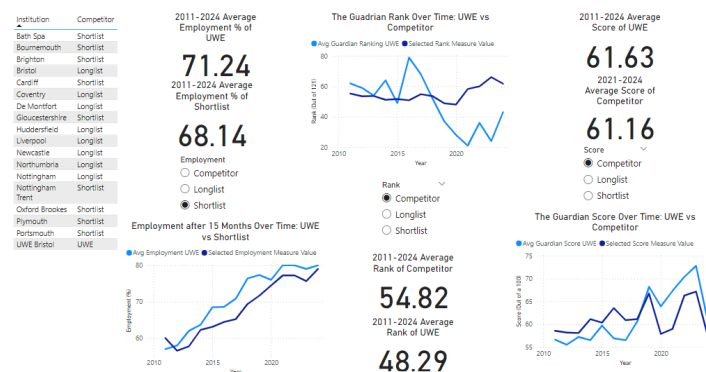 Institution Competitor
Bath Spa Shortlist
Bournemouth Shortlist
Brighton Shortlist
Bristol Longlist
Cardiff Shortlist
Coventry Longlist
De Montfort Longlist
Gloucestershire Shortlist
Huddersfield Longlist
Liverpool Longlist
Newcastle Longlist
Northumbria Longlist
Nottingham Longlist
Nottingham Shortlist
Trent
Oxford Brookes Shortlist
Plymouth Shortlist
Portsmouth Shortlist
UWE Bristol UWE
2011-2024 Average
Employment % of
UWE
71.24
2011-2024 Average
Employment % of
Shortlist
68.14
Employment
Competitor
Longlist
Shortlist
The Guadrian Rank Over Time: UWE vs
Competitor
Avg Guardian Ranking UWE Selected Rank Measure Value
Rank (Out of 121)
80
60
40
20
2010 2015 2020
Year
2011-2024 Average
Score of UWE
61.63
2021-2024
Average Score of
Competitor
61.16
Score
Competitor
Longlist
Shortlist
Rank
Competitor
Longlist
Shortlist
Employment after 15 Months Over Time: UWE
vs Shortlist
Avg Employment UWE Selected Employment Measure Value
Employment (%)
80
70
60
2010 2015 2020
Year
2011-2024 Average
Rank of Competitor
54.82
2011-2024 Average
Rank of UWE
48.29
The Guardian Score Over Time: UWE vs
Competitor
Avg Guardian Score UWE Selected Score Measure Value
Score (Out of a 100)
75
70
65
60
55
2010 2015 2020
Year